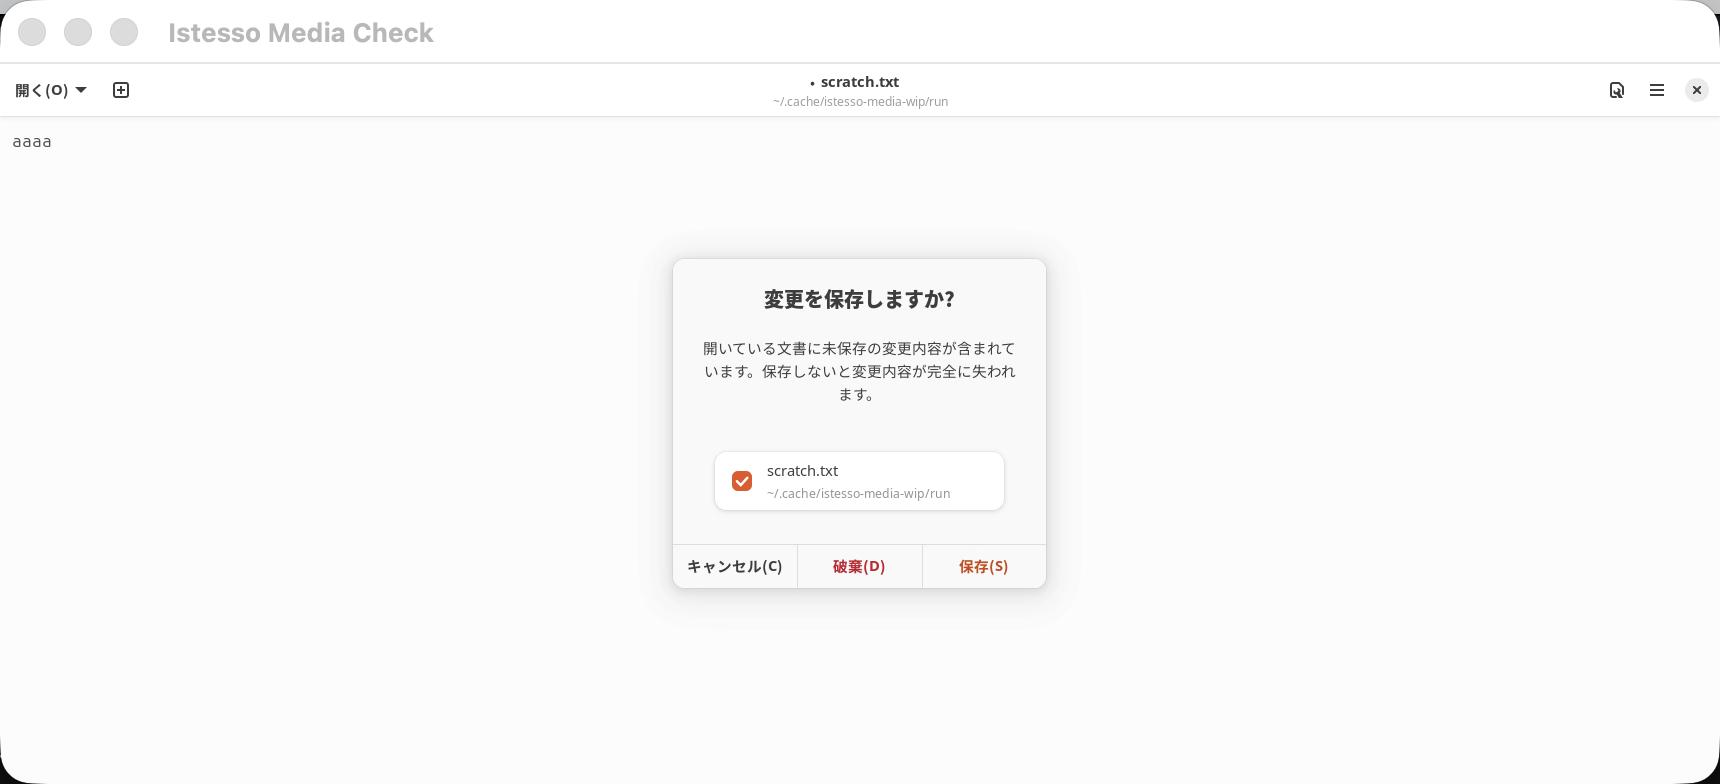 Istesso Media Check
開く(O)
• scratch.txt
~/.cache/istesso-media-wip/run
aaaa
変更を保存しますか?
開いている文書に未保存の変更内容が含まれて
います。保存しないと変更内容が完全に失われ
ます。
scratch.txt
~/.cache/istesso-media-wip/run
キャンセル(C)
破棄(D)
保存(S)